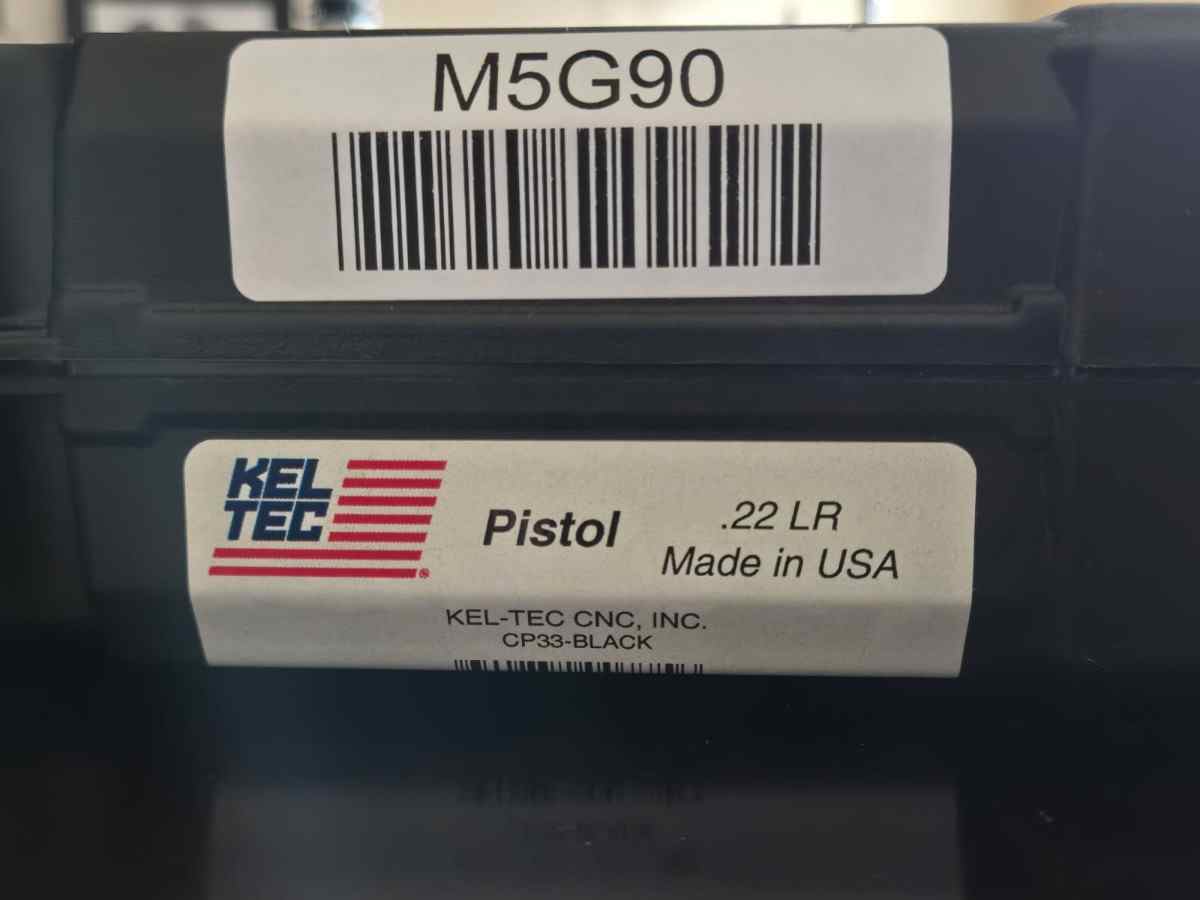 M5G90
KEL
TEC
®
Pistol
.22 LR
Made in USA
KEL-TEC CNC, INC.
CP33-BLACK